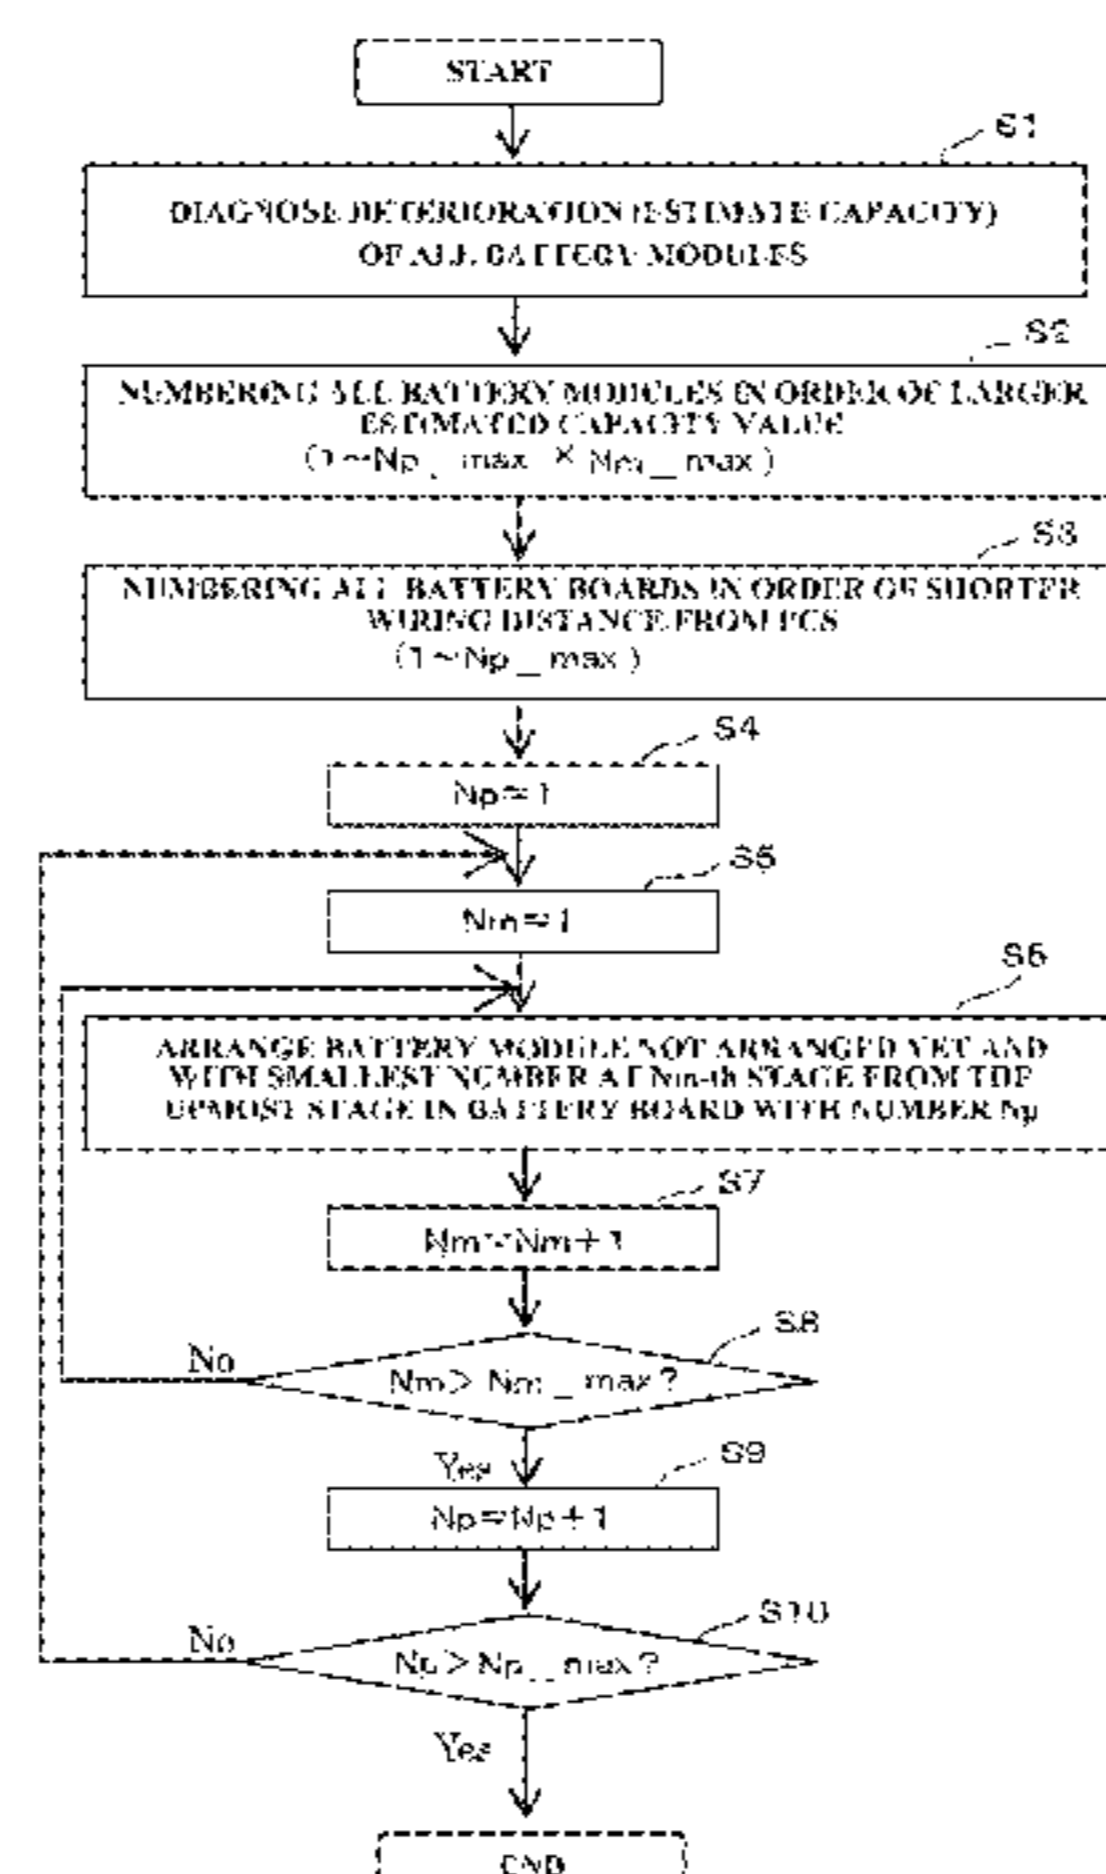 START
S1
DIAGNOSE DETERIORATION (ESTIMATE CAPACITY)
OF ALL BATTERY MODULES
S2
NUMBERING ALL BATTERY MODULES IN ORDER OF LARGER
ESTIMATED CAPACITY VALUE
(1~Np_max × Nm_max)
S3
NUMBERING ALL BATTERY BOARDS IN ORDER OF SHORTER
WIRING DISTANCE FROM PCS
(1~Np_max)
S4
Np=1
S5
Nm=1
S6
ARRANGE BATTERY MODULE NOT ARRANGED YET AND
WITH SMALLEST NUMBER AT Nm-th STAGE FROM THE
UPMOST STAGE IN BATTERY BOARD WITH NUMBER Np
S7
Nm=Nm+1
S8
No
Nm>Nm_max?
Yes
S9
Np=Np+1
S10
No
Np>Np_max?
Yes
END